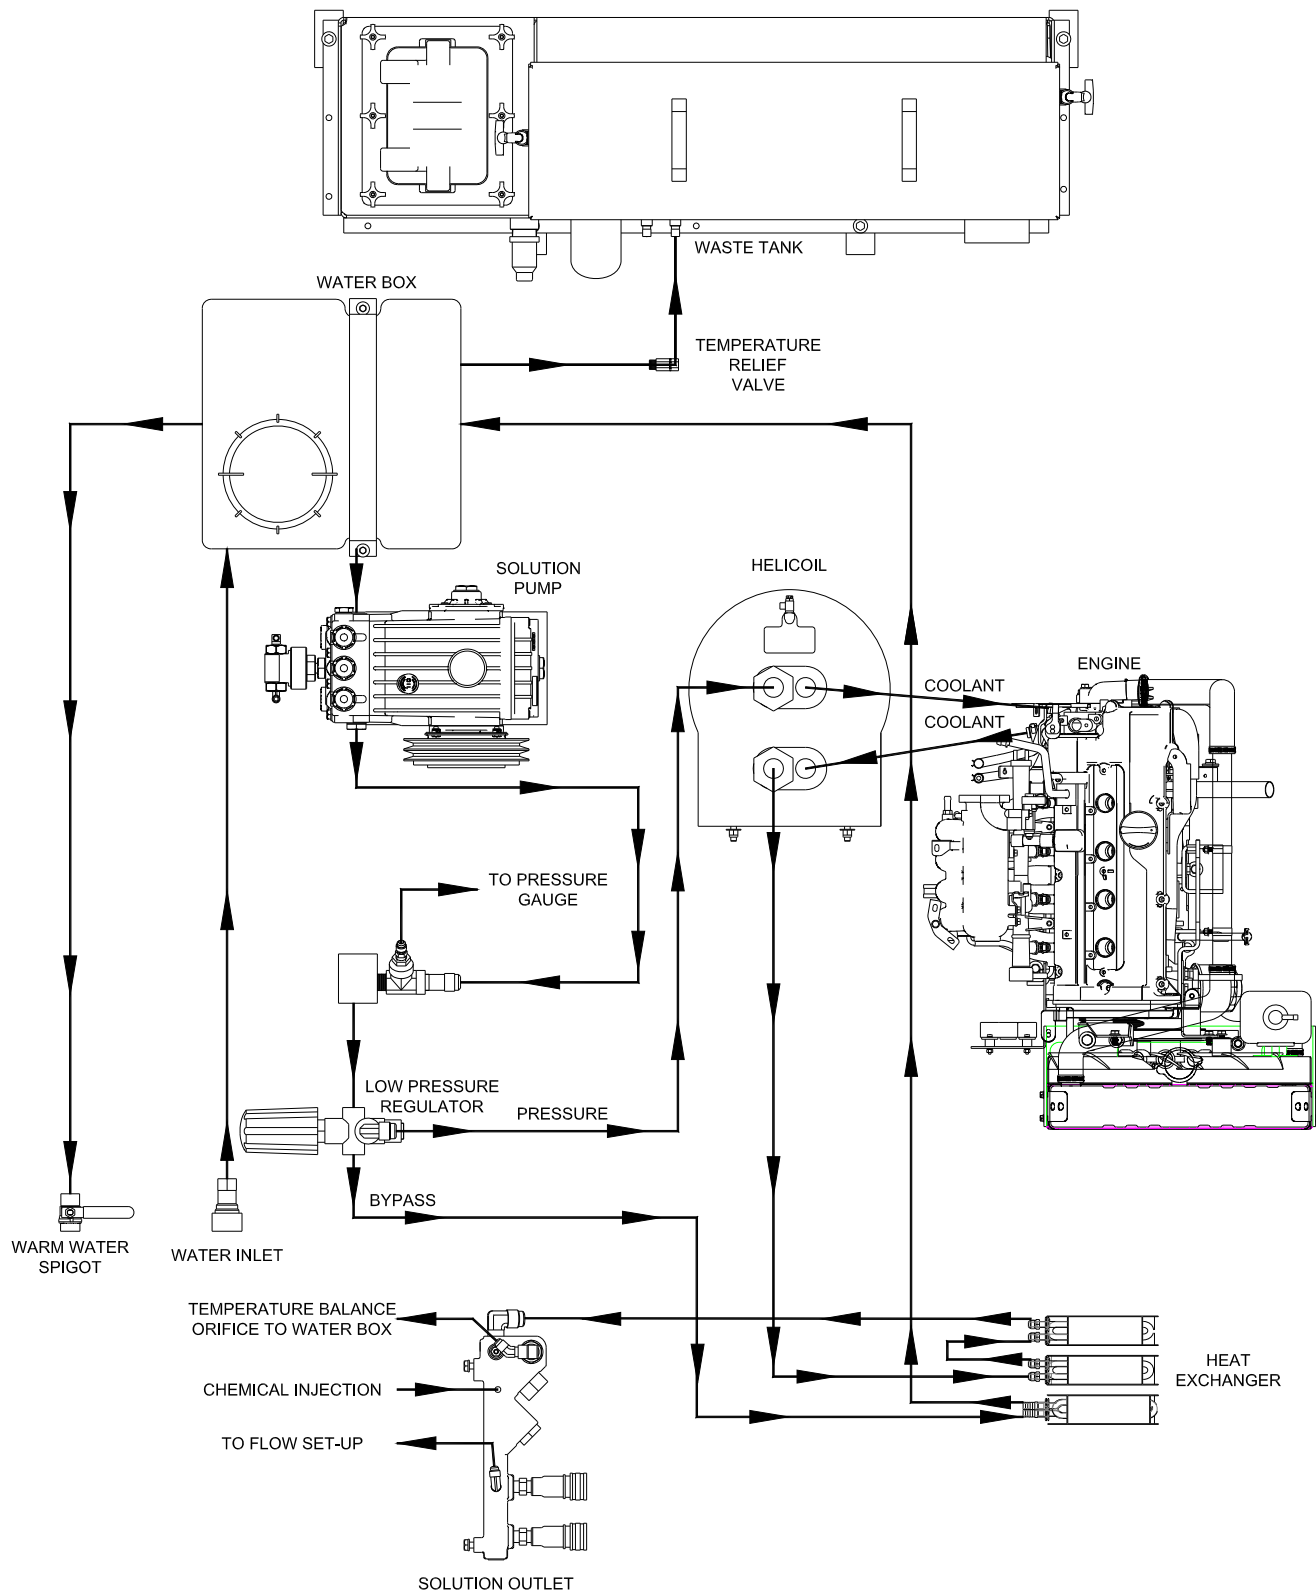 WASTE TANK
WATER BOX
TEMPERATURE
RELIEF
VALVE
SOLUTION
PUMP
HELICOIL
ENGINE
COOLANT
COOLANT
TO PRESSURE
GAUGE
LOW PRESSURE
REGULATOR
PRESSURE
BYPASS
WARM WATER
SPIGOT
WATER INLET
TEMPERATURE BALANCE
ORIFICE TO WATER BOX
HEAT
EXCHANGER
CHEMICAL INJECTION
TO FLOW SET-UP
SOLUTION OUTLET